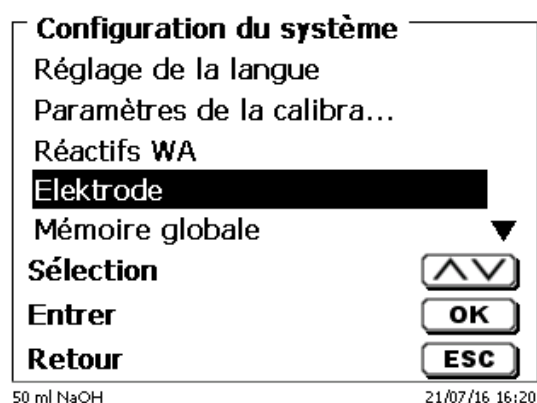 Configuration du système
Réglage de la langue
Paramètres de la calibra...
Réactifs WA
Elektrode
Mémoire globale
Sélection
Entrer OK
Retour ESC
50 ml NaOH 21/07/16 16:20